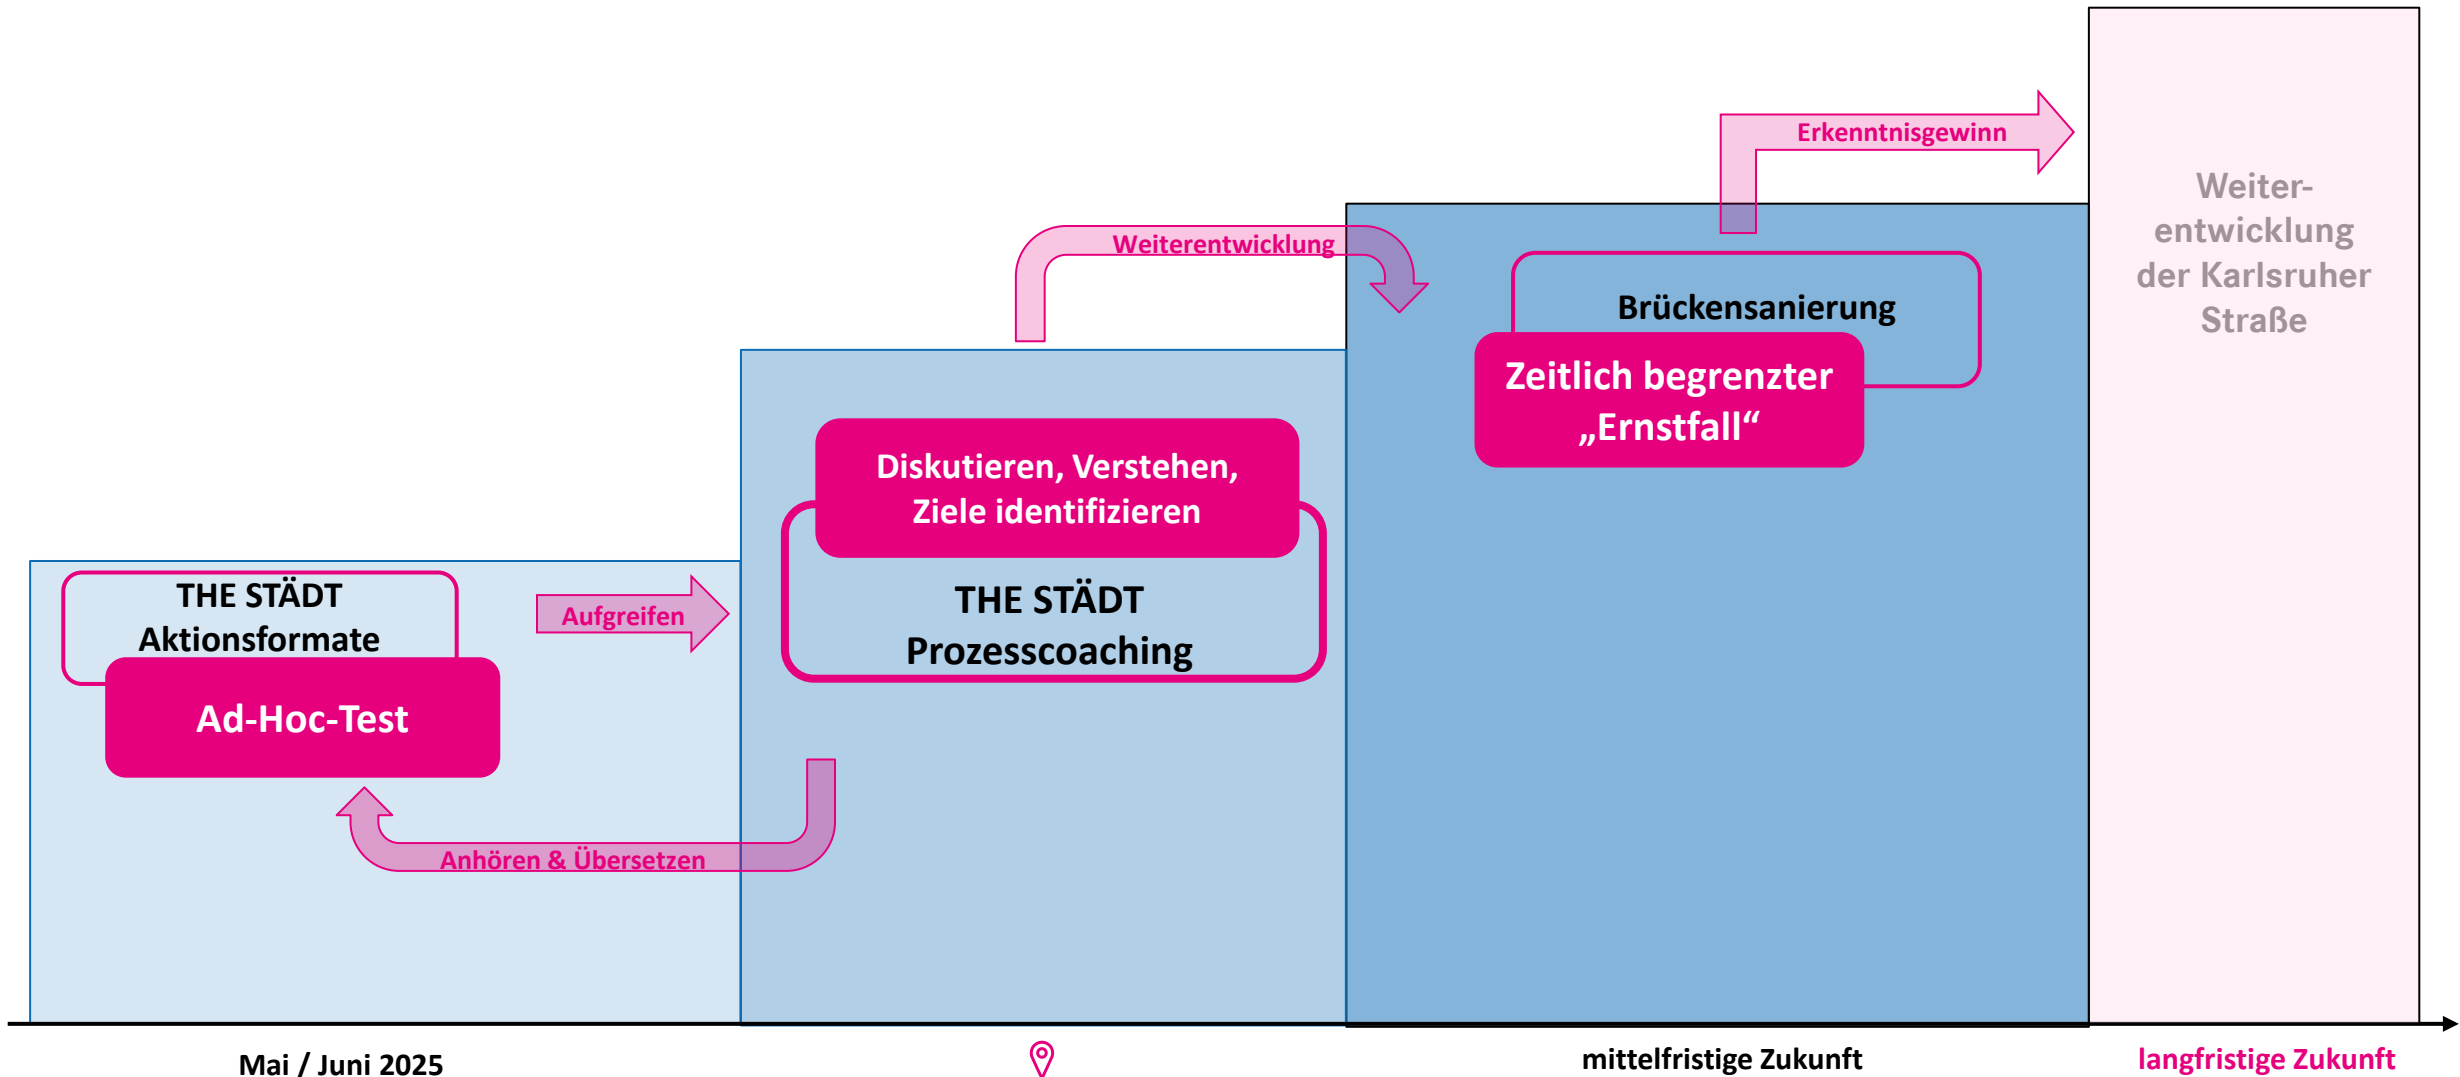 THE STÄDT
Aktionsformate
Ad-Hoc-Test
Aufgreifen
Anhören & Übersetzen
Diskutieren, Verstehen,
Ziele identifizieren
THE STÄDT
Prozesscoaching
Weiterentwicklung
Brückensanierung
Zeitlich begrenzter
„Ernstfall“
Erkenntnisgewinn
Weiter-
entwicklung
der Karlsruher
Straße
Mai / Juni 2025
mittelfristige Zukunft
langfristige Zukunft